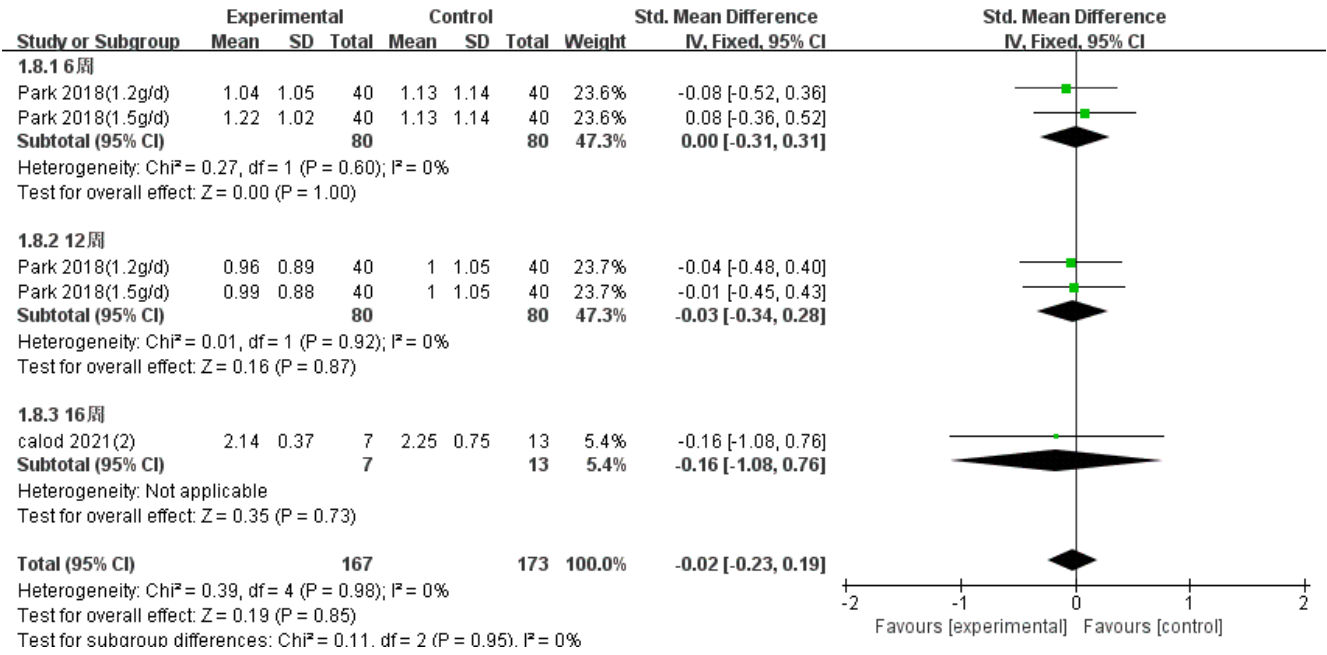 Experimental Control Std. Mean Difference Std. Mean Difference
Study or Subgroup Mean SD Total Mean SD Total Weight IV, Fixed, 95% CI IV, Fixed, 95% CI
1.8.1 6周
Park 2018(1.2g/d) 1.04 1.05 40 1.13 1.14 40 23.6% -0.08 [-0.52, 0.36]
Park 2018(1.5g/d) 1.22 1.02 40 1.13 1.14 40 23.6% 0.08 [-0.36, 0.52]
Subtotal (95% CI) 80 80 47.3% 0.00 [-0.31, 0.31]
Heterogeneity: Chi² = 0.27, df = 1 (P = 0.60); I² = 0%
Test for overall effect: Z = 0.00 (P = 1.00)
1.8.2 12周
Park 2018(1.2g/d) 0.96 0.89 40 1 1.05 40 23.7% -0.04 [-0.48, 0.40]
Park 2018(1.5g/d) 0.99 0.88 40 1 1.05 40 23.7% -0.01 [-0.45, 0.43]
Subtotal (95% CI) 80 80 47.3% -0.03 [-0.34, 0.28]
Heterogeneity: Chi² = 0.01, df = 1 (P = 0.92); I² = 0%
Test for overall effect: Z = 0.16 (P = 0.87)
1.8.3 16周
calod 2021(2) 2.14 0.37 7 2.25 0.75 13 5.4% -0.16 [-1.08, 0.76]
Subtotal (95% CI) 7 13 5.4% -0.16 [-1.08, 0.76]
Heterogeneity: Not applicable
Test for overall effect: Z = 0.35 (P = 0.73)
Total (95% CI) 167 173 100.0% -0.02 [-0.23, 0.19]
Heterogeneity: Chi² = 0.39, df = 4 (P = 0.98); I² = 0%
Test for overall effect: Z = 0.19 (P = 0.85)
Test for subgroup differences: Chi² = 0.11, df = 2 (P = 0.95), I² = 0%
-2 -1 0 1 2
Favours [experimental] Favours [control]